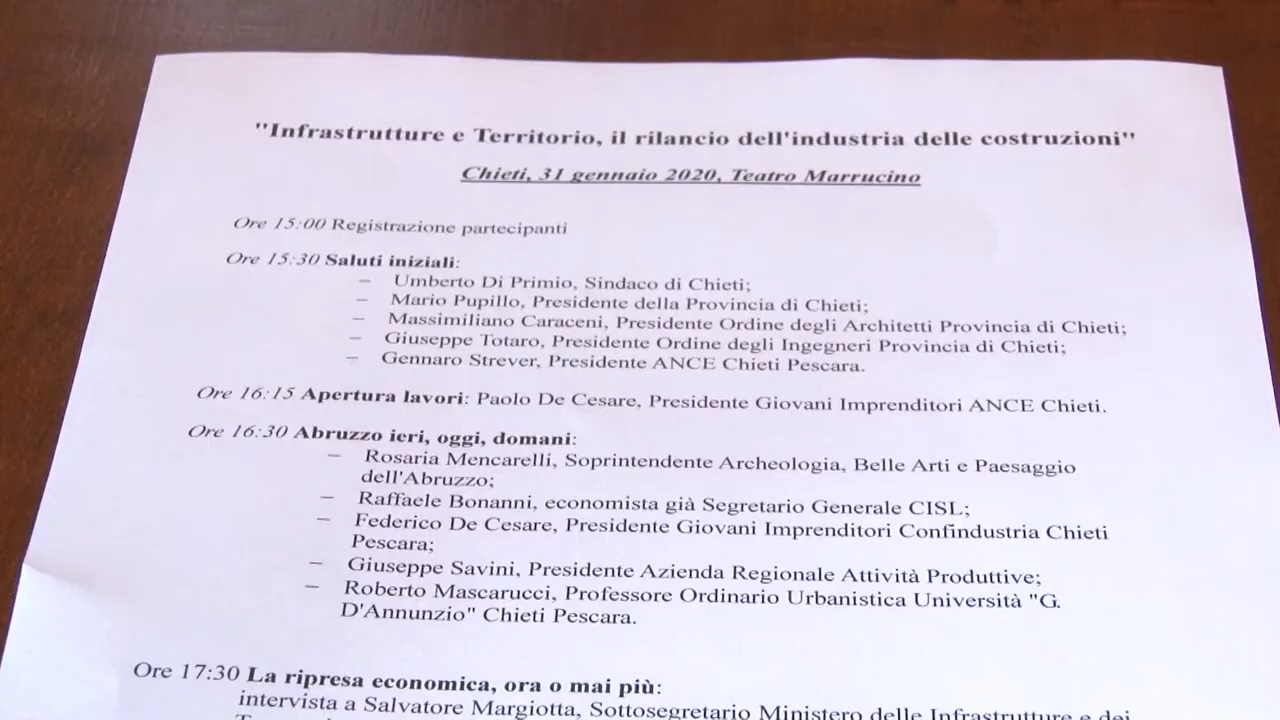 "Infrastrutture e Territorio, il rilancio dell'industria delle costruzioni"
Chieti, 31 gennaio 2020, Teatro Marrucino
Ore 15:00 Registrazione partecipanti
Ore 15:30 Saluti iniziali:
– Umberto Di Primio, Sindaco di Chieti;
– Mario Pupillo, Presidente della Provincia di Chieti;
– Massimiliano Caraceni, Presidente Ordine degli Architetti Provincia di Chieti;
– Giuseppe Totaro, Presidente Ordine degli Ingegneri Provincia di Chieti;
– Gennaro Strever, Presidente ANCE Chieti Pescara.
Ore 16:15 Apertura lavori: Paolo De Cesare, Presidente Giovani Imprenditori ANCE Chieti.
Ore 16:30 Abruzzo ieri, oggi, domani:
– Rosaria Mencarelli, Soprintendente Archeologia, Belle Arti e Paesaggio
dell'Abruzzo;
– Raffaele Bonanni, economista già Segretario Generale CISL;
– Federico De Cesare, Presidente Giovani Imprenditori Confindustria Chieti
Pescara;
– Giuseppe Savini, Presidente Azienda Regionale Attività Produttive;
– Roberto Mascarucci, Professore Ordinario Urbanistica Università "G.
D'Annunzio" Chieti Pescara.
Ore 17:30 La ripresa economica, ora o mai più:
intervista a Salvatore Margiotta, Sottosegretario Ministero delle Infrastrutture e dei